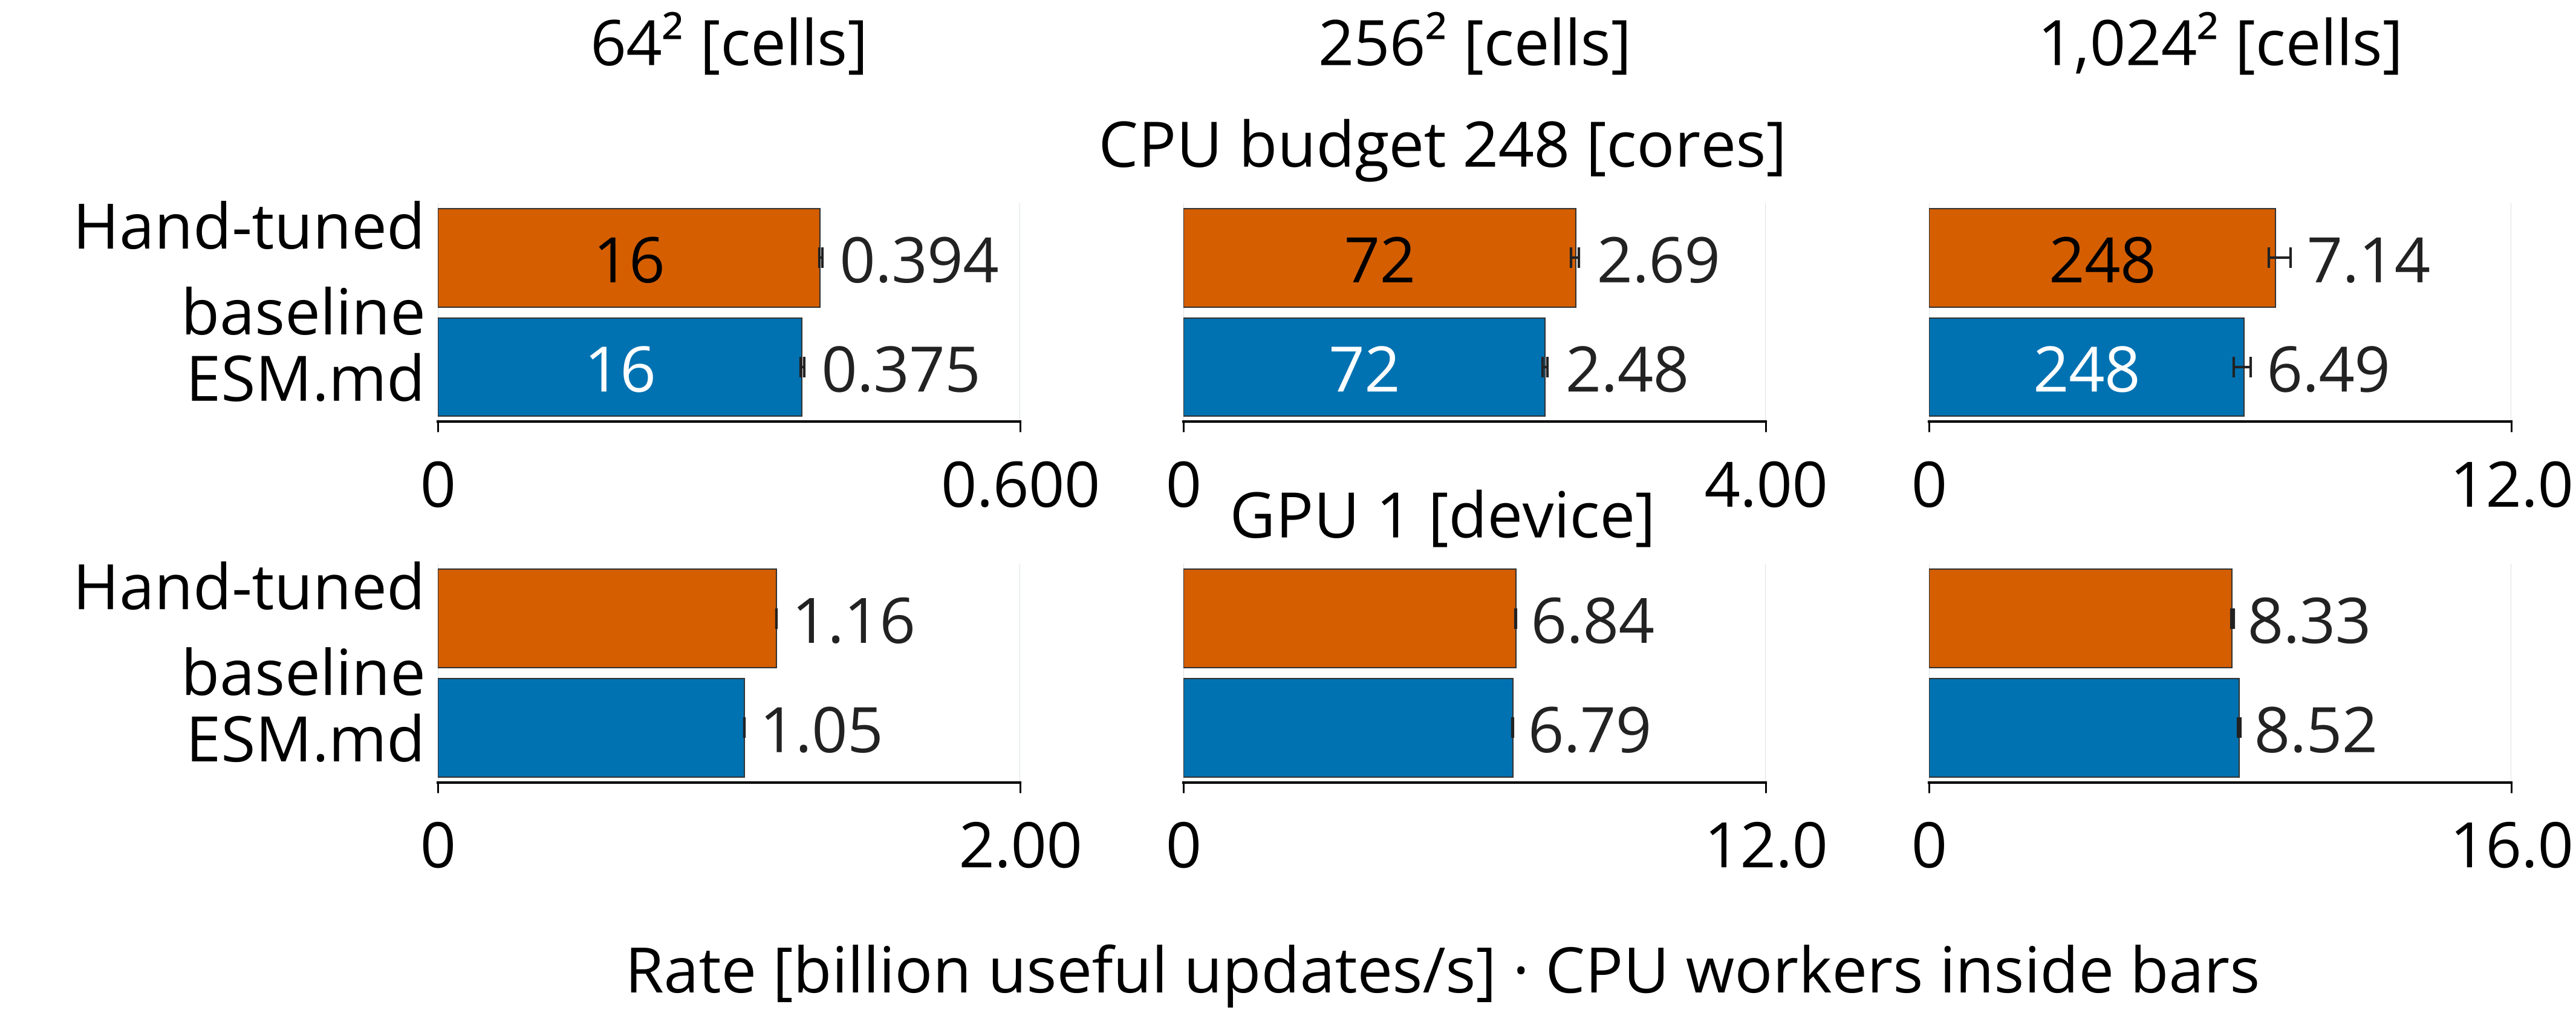 64² [cells] 256² [cells] 1,024² [cells]
CPU budget 248 [cores]
Hand-tuned
baseline
16 0.394 72 2.69 248 7.14
ESM.md
16 0.375 72 2.48 248 6.49
0 0.600 0 4.00 0 12.0
GPU 1 [device]
Hand-tuned
baseline
1.16 6.84 8.33
ESM.md
1.05 6.79 8.52
0 2.00 0 12.0 0 16.0
Rate [billion useful updates/s] · CPU workers inside bars